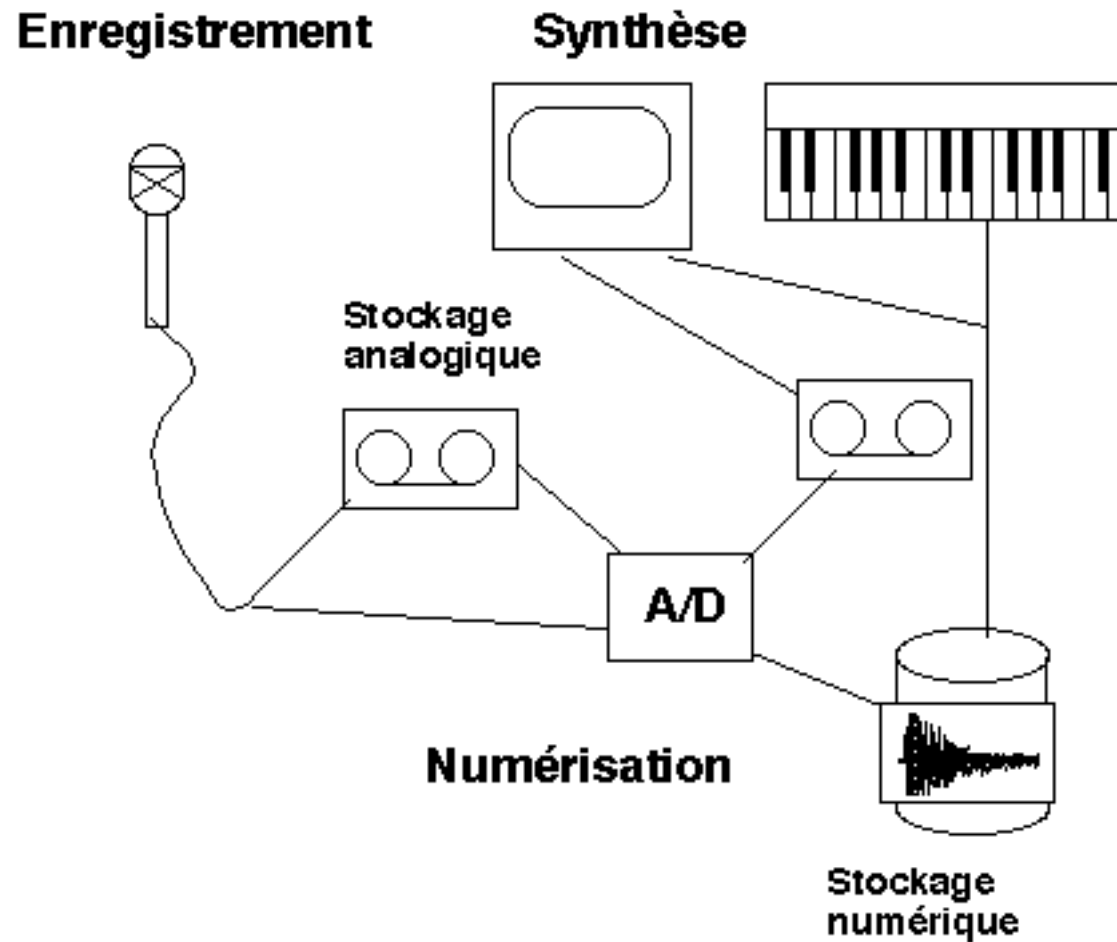 Enregistrement
Synthèse
Stockage
analogique
A/D
Numérisation
Stockage
numérique